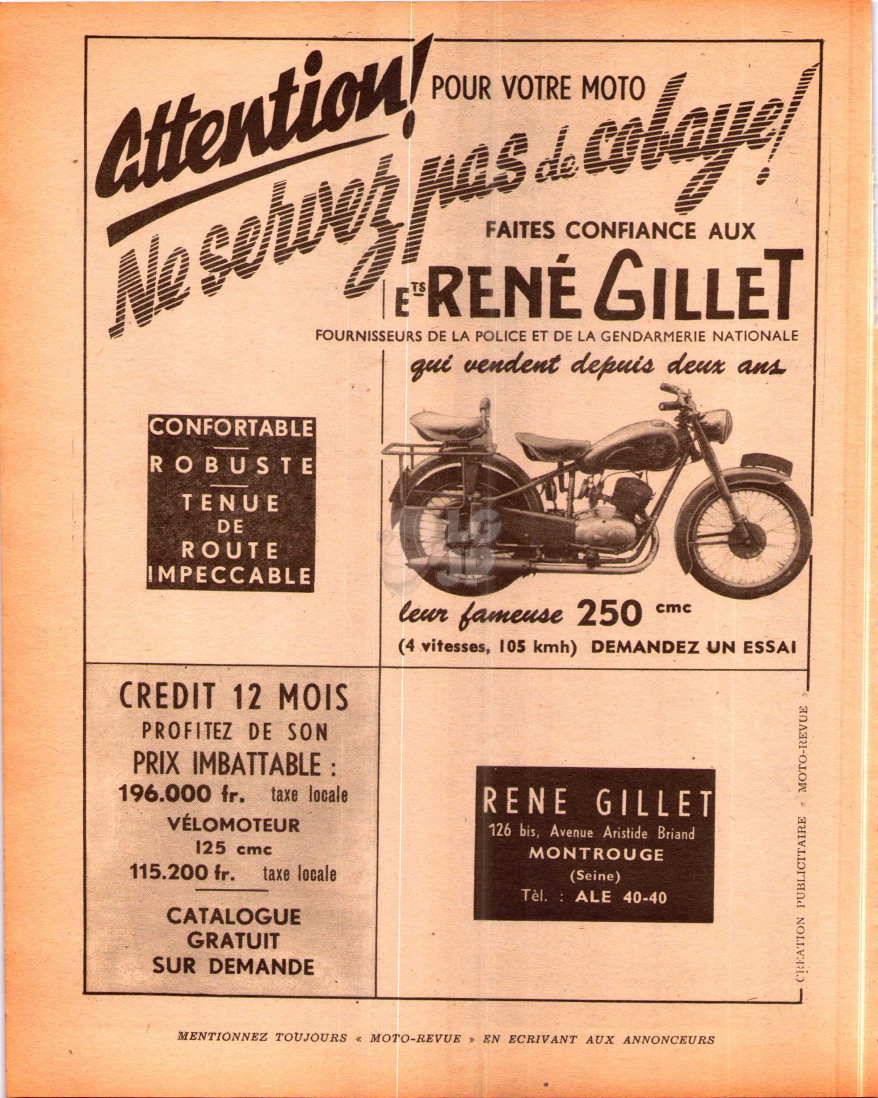 Attention!
POUR VOTRE MOTO
Ne servez pas de cobaye!
FAITES CONFIANCE AUX
Ets RENÉ GILLET
FOURNISSEURS DE LA POLICE ET DE LA GENDARMERIE NATIONALE
qui vendent depuis deux ans
CONFORTABLE
ROBUSTE
TENUE
DE
ROUTE
IMPECCABLE
LG
JP
leur fameuse 250 cmc
(4 vitesses, 105 kmh) DEMANDEZ UN ESSAI
CREDIT 12 MOIS
PROFITEZ DE SON
PRIX IMBATTABLE :
196.000 fr. taxe locale
VÉLOMOTEUR
125 cmc
115.200 fr. taxe locale
CATALOGUE
GRATUIT
SUR DEMANDE
RENE GILLET
126 bis, Avenue Aristide Briand
MONTROUGE
(Seine)
Tèl. : ALE 40-40
CREATION PUBLICITAIRE « MOTO-REVUE »
MENTIONNEZ TOUJOURS « MOTO-REVUE » EN ECRIVANT AUX ANNONCEURS